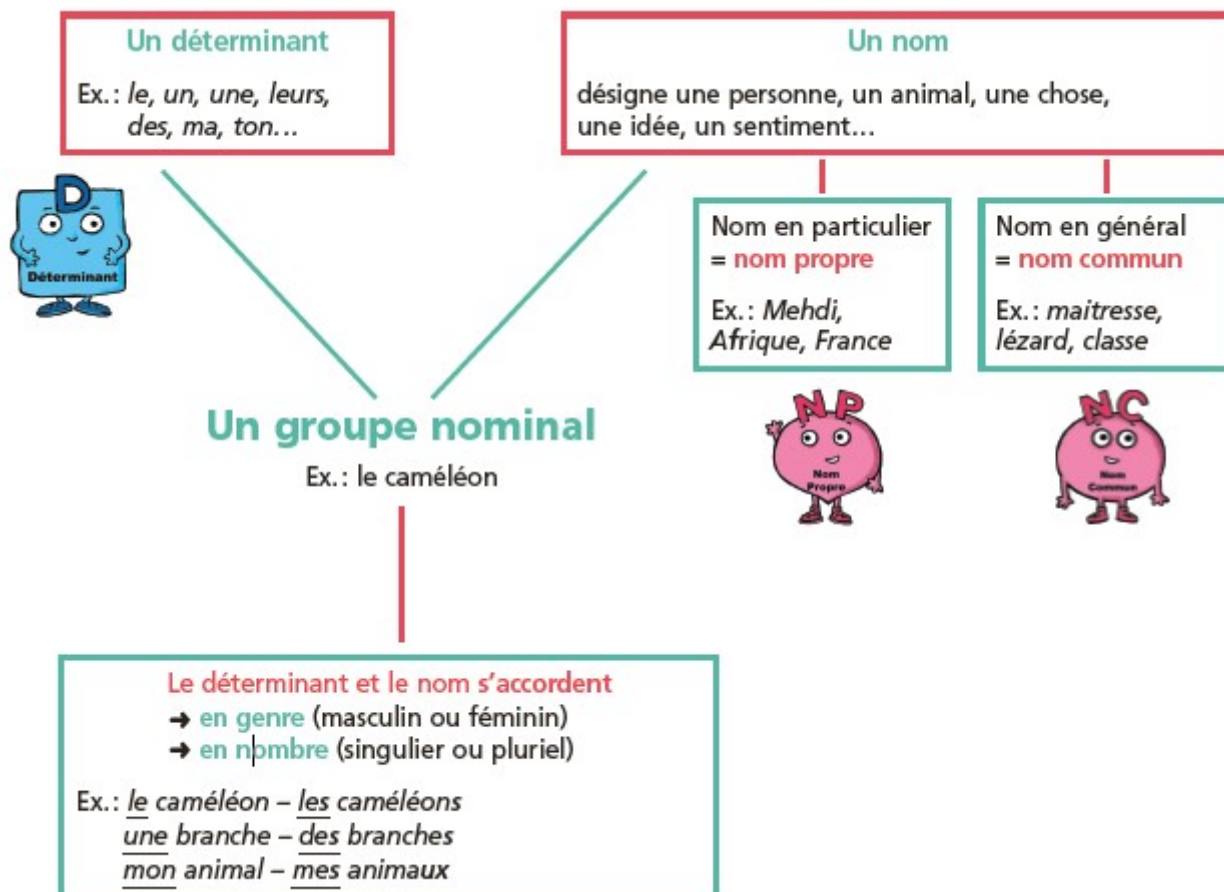 Un déterminant
Ex.: le, un, une, leurs,
des, ma, ton...
Un nom
désigne une personne, un animal, une chose,
une idée, un sentiment...
D
Déterminant
Nom en particulier
= nom propre
Ex.: Mehdi,
Afrique, France
Nom en général
= nom commun
Ex.: maitresse,
lézard, classe
NP
Nom
Propre
NC
Nom
Commun
Un groupe nominal
Ex.: le caméléon
Le déterminant et le nom s'accordent
➜ en genre (masculin ou féminin)
➜ en nombre (singulier ou pluriel)
Ex.: le caméléon – les caméléons
une branche – des branches
mon animal – mes animaux